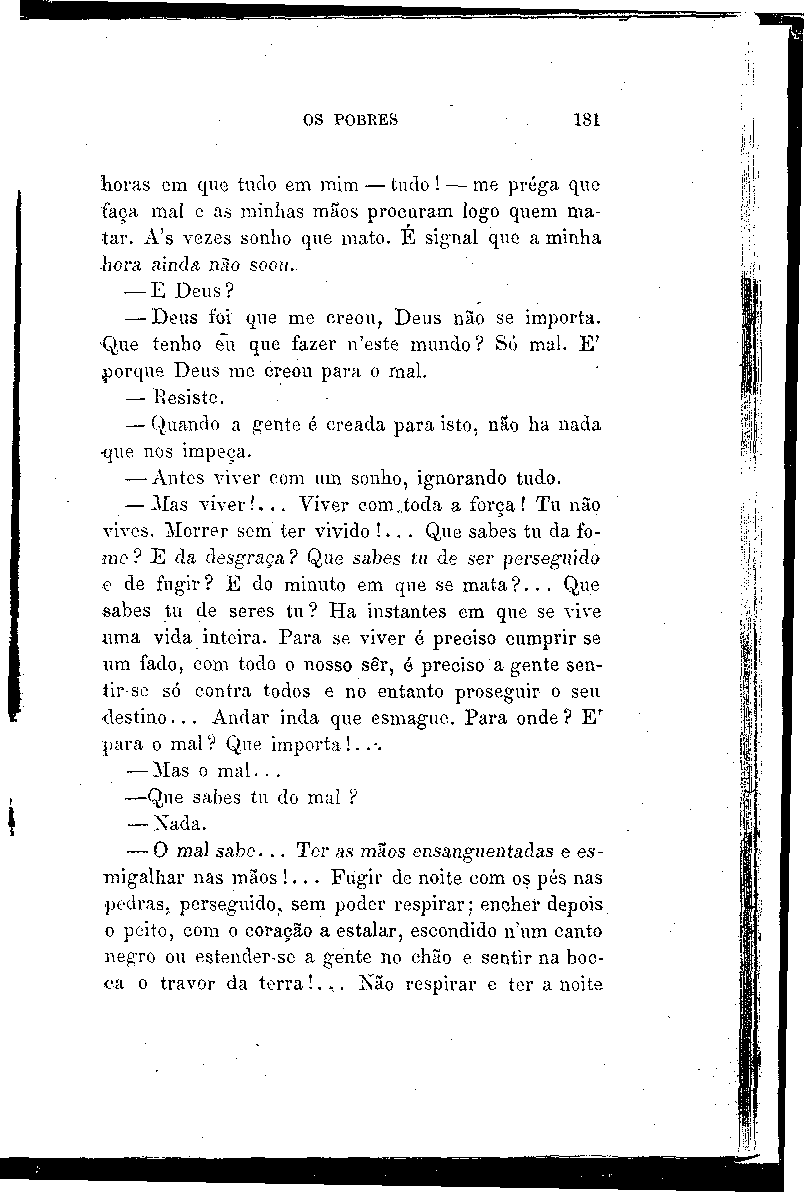 OS POBRES 181
horas em que tudo em mim — tudo! — me préga que
faça mal e as minhas mãos procuram logo quem ma-
tar. A's vezes sonho que mato. É signal que a minha
hora ainda não soou.
— E Deus?
— Deus foi que me creou, Deus não se importa.
Que tenho eu que fazer n'este mundo? Só mal. E'
porque Deus me creou para o mal.
— Resiste.
— Quando a gente é creada para isto, não ha nada
que nos impeça.
— Antes viver com um sonho, ignorando tudo.
— Mas viver!... Viver com toda a força! Tu não
vives. Morrer sem ter vivido!... Que sabes tu da fo-
me? E da desgraça? Que sabes tu de ser perseguido
e de fugir? E do minuto em que se mata?... Que
sabes tu de seres tu? Ha instantes em que se vive
uma vida inteira. Para se viver é preciso cumprir se
um fado, com todo o nosso sêr, é preciso a gente sen-
tir-se só contra todos e no entanto proseguir o seu
destino... Andar inda que esmague. Para onde? E'
para o mal? Que importa!...
— Mas o mal...
—Que sabes tu do mal?
— Nada.
— O mal sabe... Ter as mãos ensanguentadas e es-
migalhar nas mãos!... Fugir de noite com os pés nas
pedras, perseguido, sem poder respirar; encher depois
o peito, com o coração a estalar, escondido n'um canto
negro ou estender-se a gente no chão e sentir na boc-
ca o travor da terra!... Não respirar e ter a noite